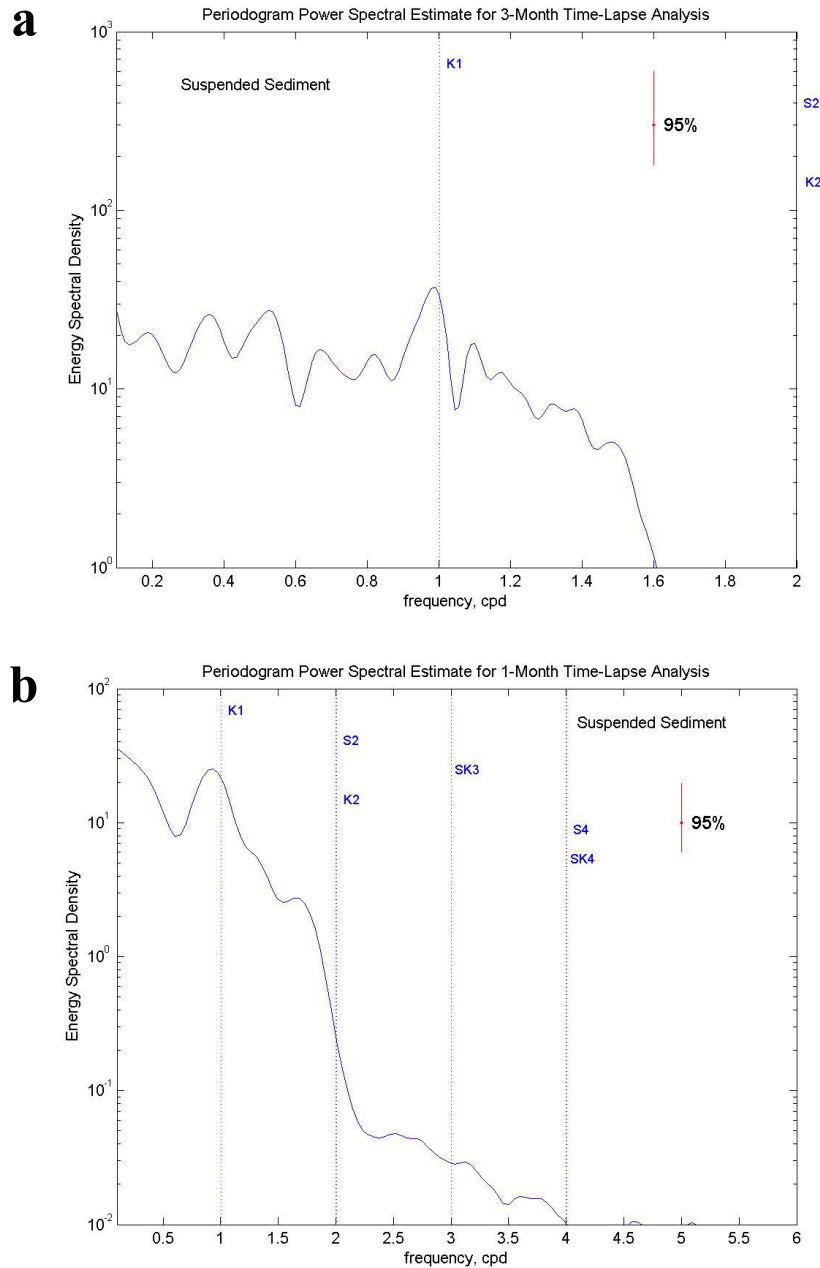 a
Periodogram Power Spectral Estimate for 3-Month Time-Lapse Analysis
10^3
K1
Suspended Sediment
95%
S2
K2
10^2
Energy Spectral Density
10^1
10^0
0.2 0.4 0.6 0.8 1 1.2 1.4 1.6 1.8 2
frequency, cpd
b
Periodogram Power Spectral Estimate for 1-Month Time-Lapse Analysis
10^2
K1
Suspended Sediment
S2
SK3
K2
10^1
95%
S4
SK4
10^0
Energy Spectral Density
10^-1
10^-2
0.5 1 1.5 2 2.5 3 3.5 4 4.5 5 5.5 6
frequency, cpd